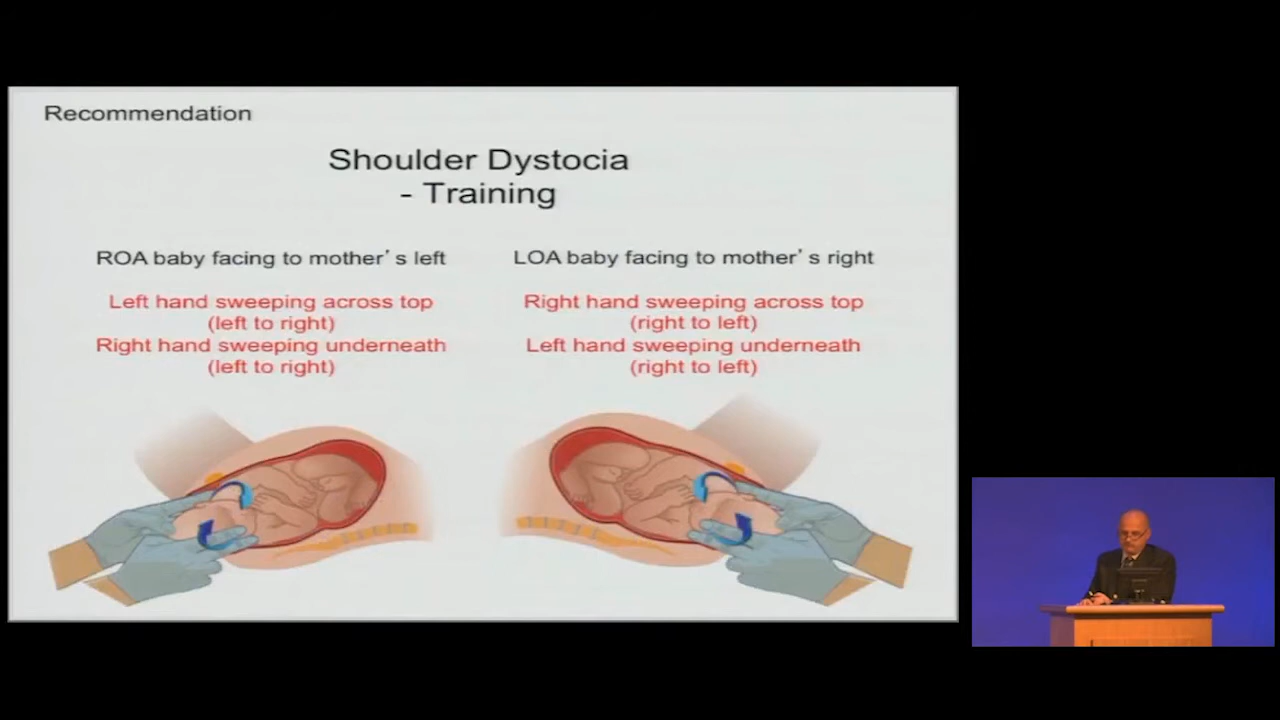 Recommendation
Shoulder Dystocia
- Training
ROA baby facing to mother's left
Left hand sweeping across top
(left to right)
Right hand sweeping underneath
(left to right)
LOA baby facing to mother's right
Right hand sweeping across top
(right to left)
Left hand sweeping underneath
(right to left)